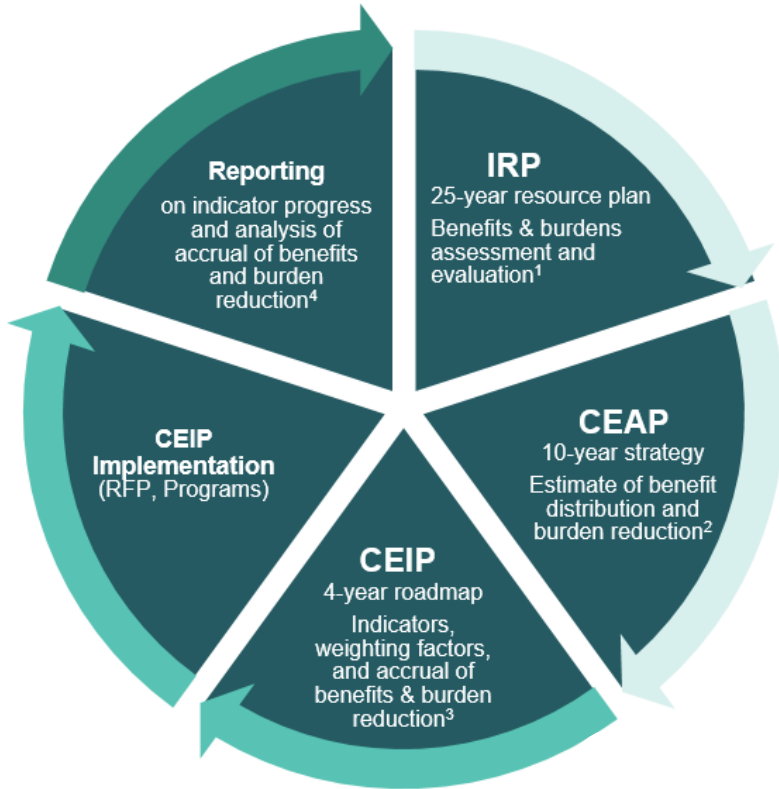 IRP
25-year resource plan
Benefits & burdens
assessment and
evaluation¹
CEAP
10-year strategy
Estimate of benefit
distribution and
burden reduction²
CEIP
4-year roadmap
Indicators,
weighting factors,
and accrual of
benefits & burden
reduction³
CEIP
Implementation
(RFP, Programs)
Reporting
on indicator progress
and analysis of
accrual of benefits
and burden
reduction⁴